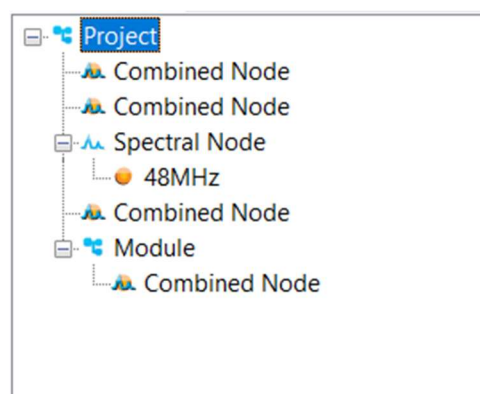 Project
Combined Node
Combined Node
Spectral Node
48MHz
Combined Node
Module
Combined Node